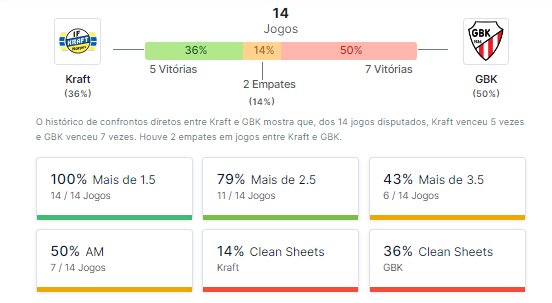 14
Jogos
IF
KRAFT
Närpes
GBK
36%
14%
50%
5 Vitórias
7 Vitórias
2 Empates
(14%)
Kraft
(36%)
GBK
(50%)
O histórico de confrontos diretos entre Kraft e GBK mostra que, dos 14 jogos disputados, Kraft venceu 5 vezes
e GBK venceu 7 vezes. Houve 2 empates em jogos entre Kraft e GBK.
100% Mais de 1.5
14 / 14 Jogos
79% Mais de 2.5
11 / 14 Jogos
43% Mais de 3.5
6 / 14 Jogos
50% AM
7 / 14 Jogos
14% Clean Sheets
Kraft
36% Clean Sheets
GBK